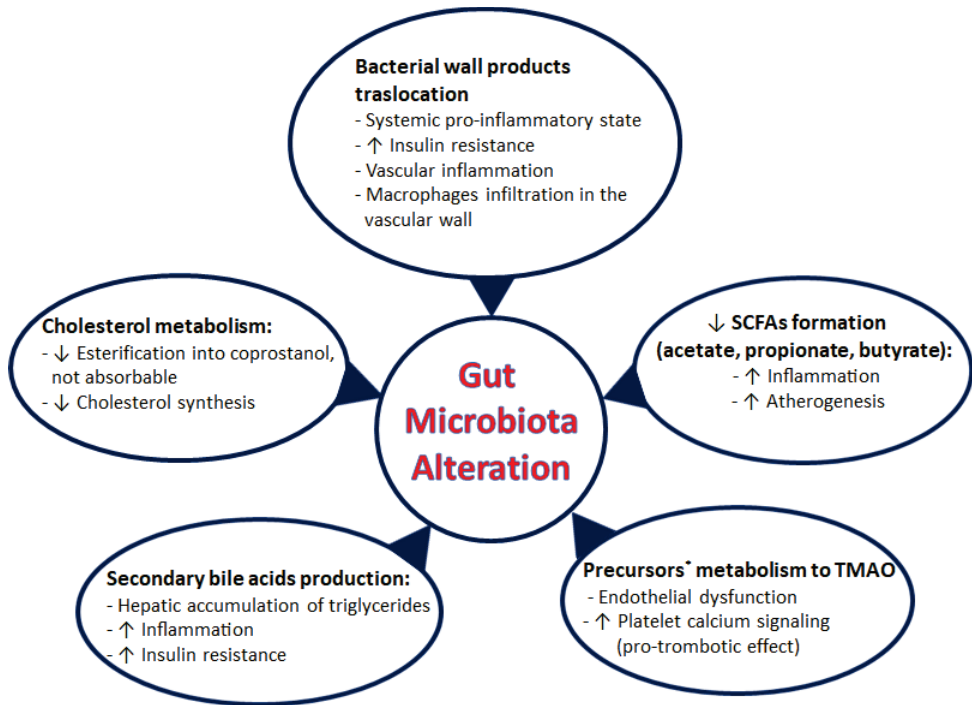 Bacterial wall products
traslocation
- Systemic pro-inflammatory state
- ↑ Insulin resistance
- Vascular inflammation
- Macrophages infiltration in the
vascular wall
Cholesterol metabolism:
- ↓ Esterification into coprostanol,
not absorbable
- ↓ Cholesterol synthesis
↓ SCFAs formation
(acetate, propionate, butyrate):
- ↑ Inflammation
- ↑ Atherogenesis
Gut
Microbiota
Alteration
Secondary bile acids production:
- Hepatic accumulation of triglycerides
- ↑ Inflammation
- ↑ Insulin resistance
Precursors* metabolism to TMAO
- Endothelial dysfunction
- ↑ Platelet calcium signaling
(pro-trombotic effect)